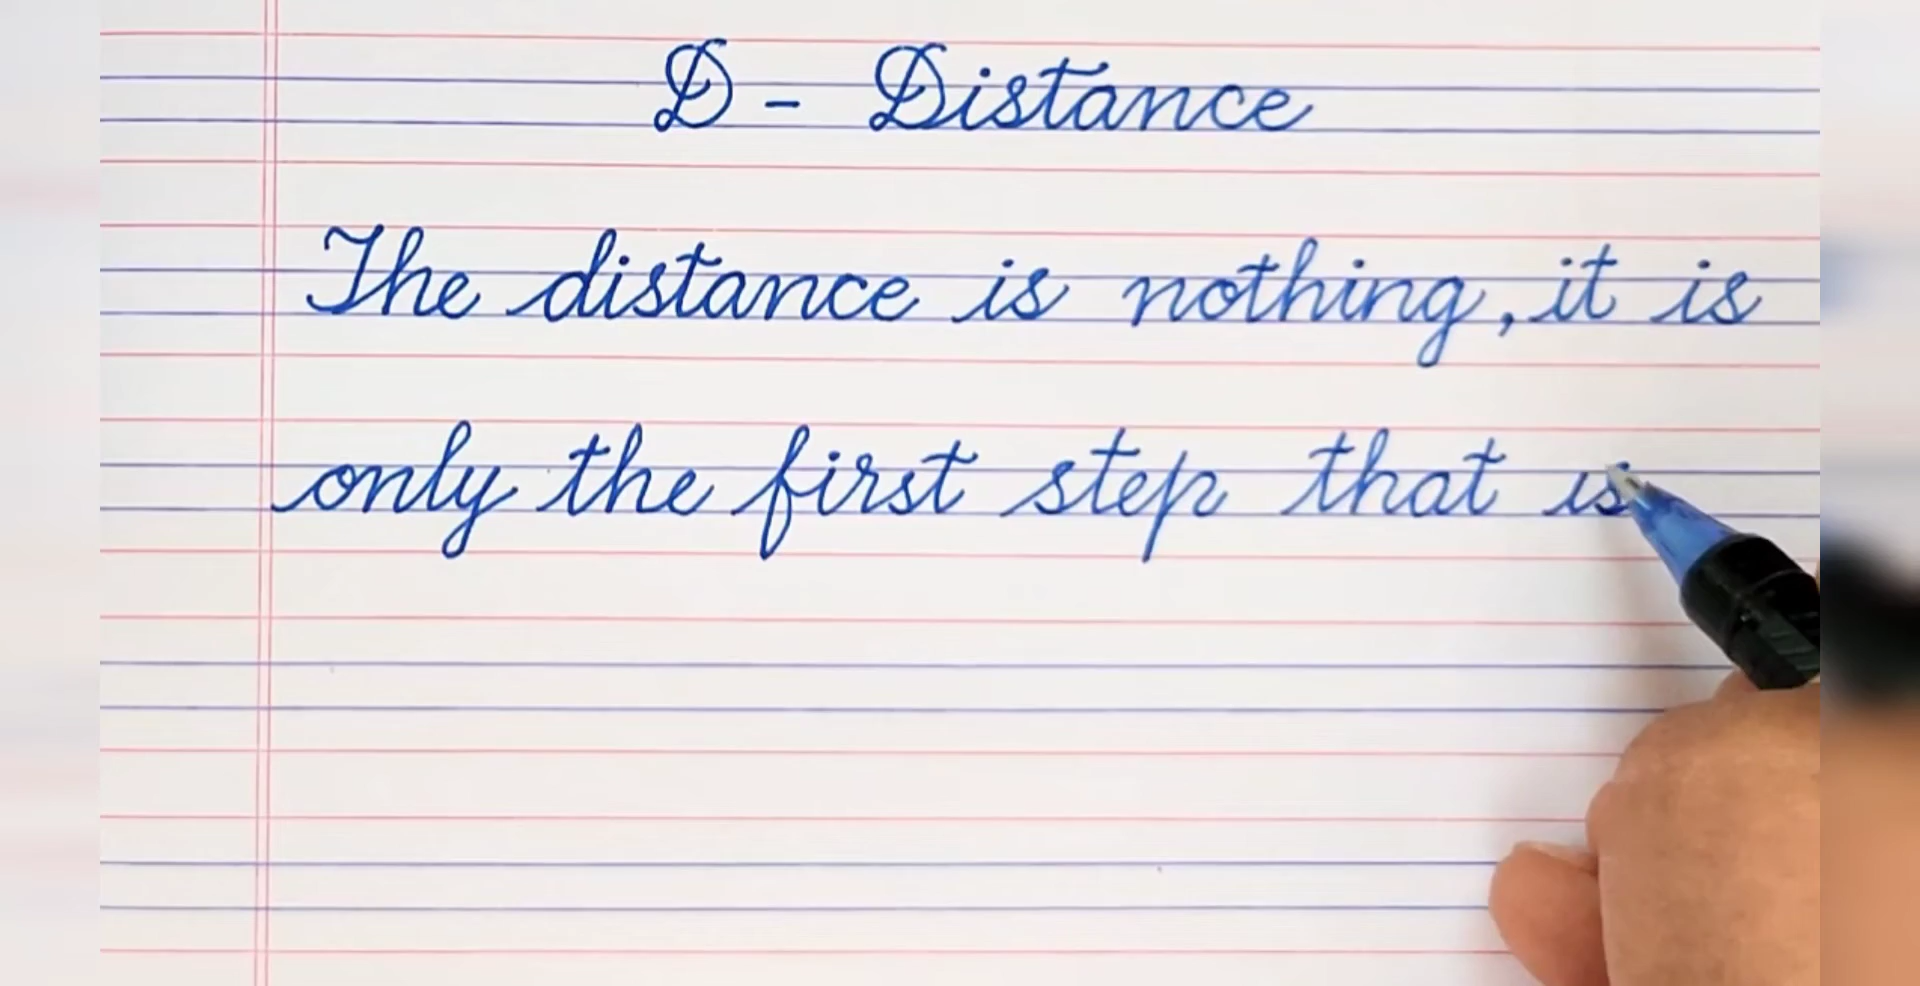 D - Distance
The distance is nothing, it is
only the first step that is